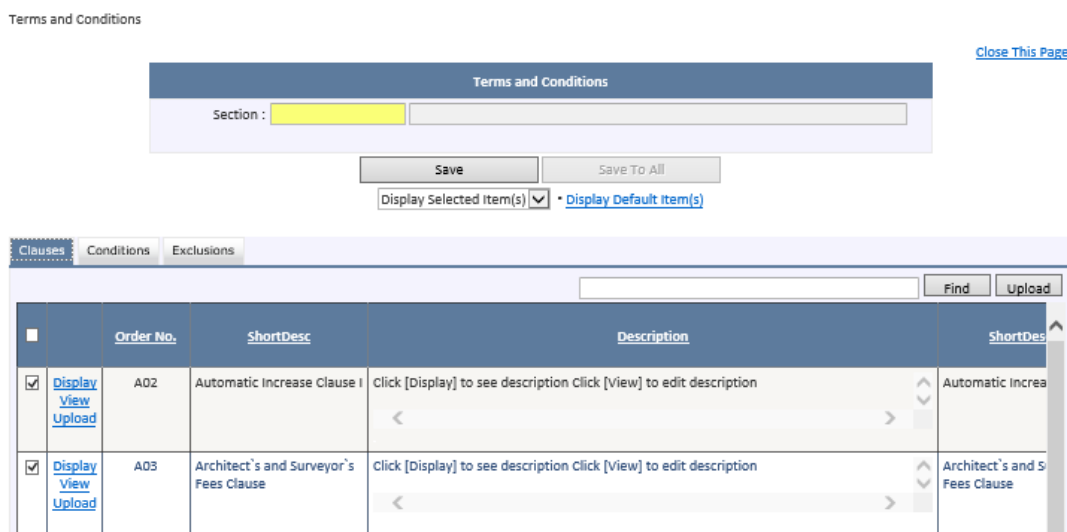 Terms and Conditions
Close This Page
Terms and Conditions
Section :
Save
Save To All
Display Selected Item(s)
• Display Default Item(s)
Clauses
Conditions
Exclusions
Find
Upload
Order No.
ShortDesc
Description
ShortDes
Display
View
Upload
A02
Automatic Increase Clause I
Click [Display] to see description Click [View] to edit description
Automatic Increa
Display
View
Upload
A03
Architect`s and Surveyor`s
Fees Clause
Click [Display] to see description Click [View] to edit description
Architect`s and S
Fees Clause